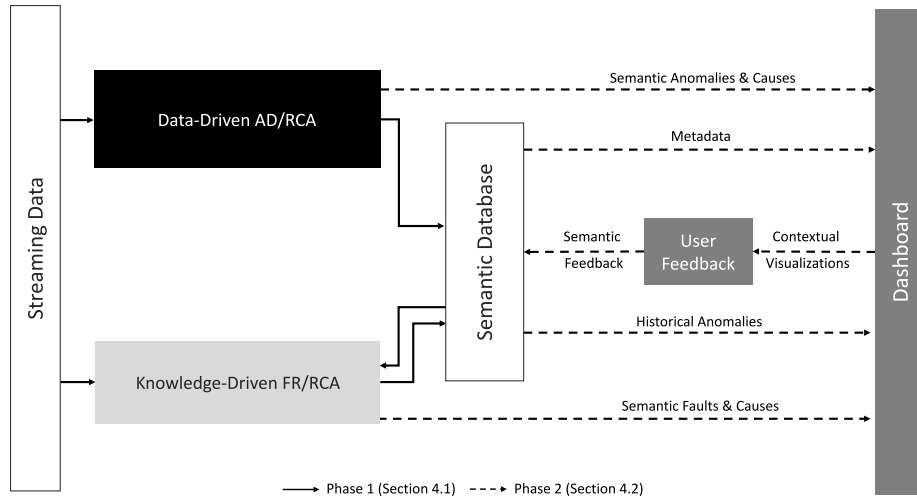 Streaming Data
Data-Driven AD/RCA
Knowledge-Driven FR/RCA
Semantic Database
Semantic Anomalies & Causes
Metadata
Semantic
Feedback
User
Feedback
Contextual
Visualizations
Historical Anomalies
Semantic Faults & Causes
Dashboard
Phase 1 (Section 4.1)
Phase 2 (Section 4.2)